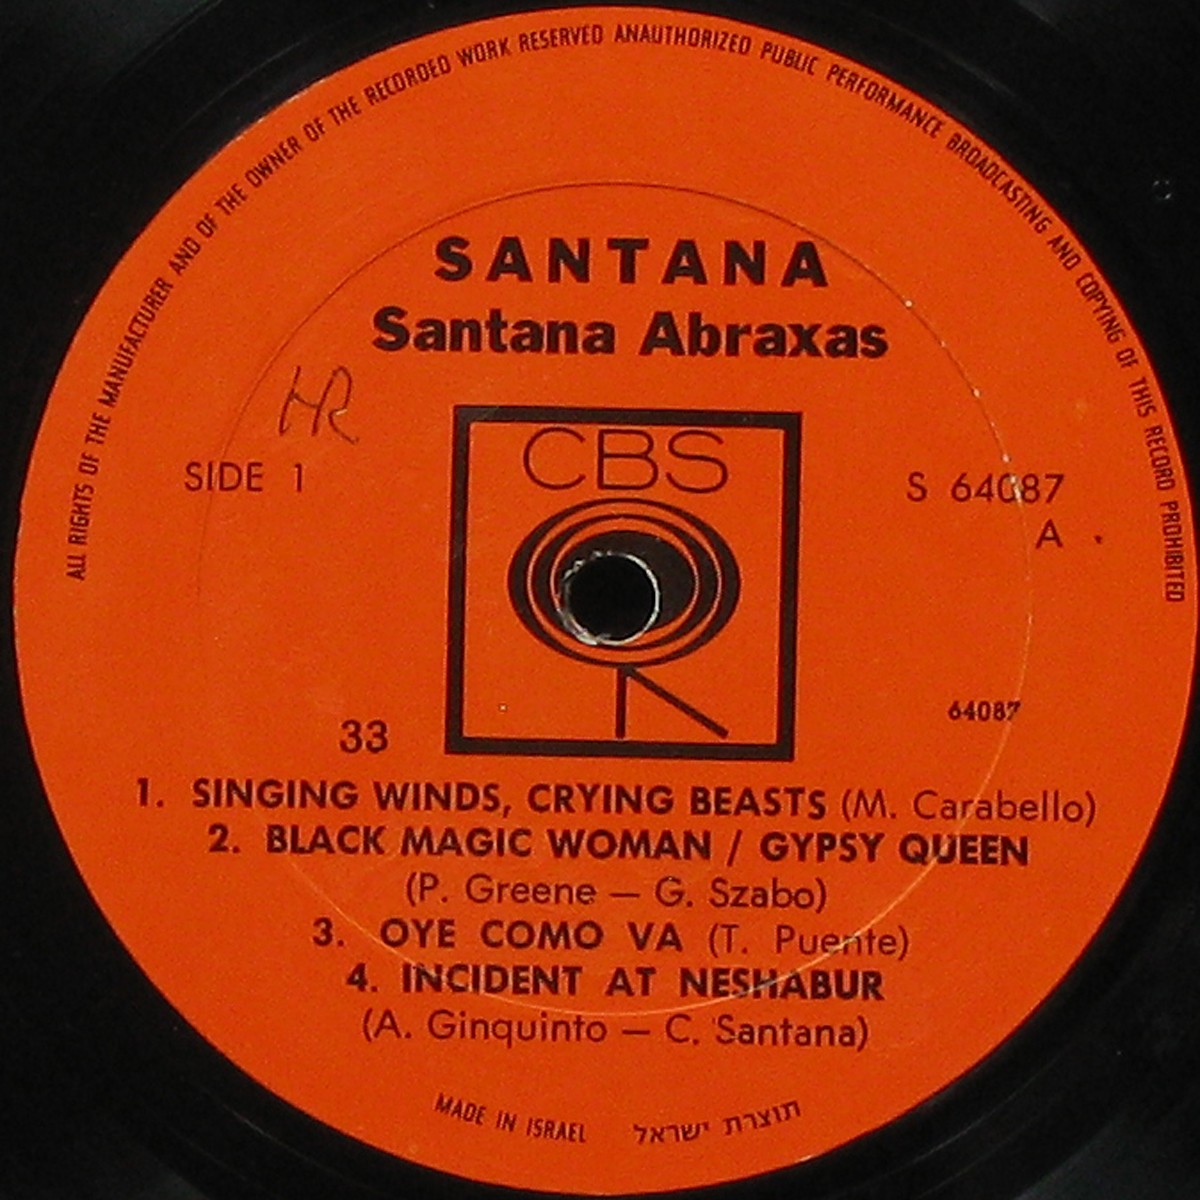 ALL RIGHTS OF THE MANUFACTURER AND OF THE OWNER OF THE RECORDED WORK RESERVED ANAUTHORIZED PUBLIC PERFORMANCE BROADCASTING AND COPYING OF THIS RECORD PROHIBITED
SANTANA
Santana Abraxas
HR
CBS
SIDE 1
S 64087
A
64087
33
1. SINGING WINDS, CRYING BEASTS (M. Carabello)
2. BLACK MAGIC WOMAN / GYPSY QUEEN
(P. Greene — G. Szabo)
3. OYE COMO VA (T. Puente)
4. INCIDENT AT NESHABUR
(A. Ginquinto — C. Santana)
MADE IN ISRAEL תוצרת ישראל